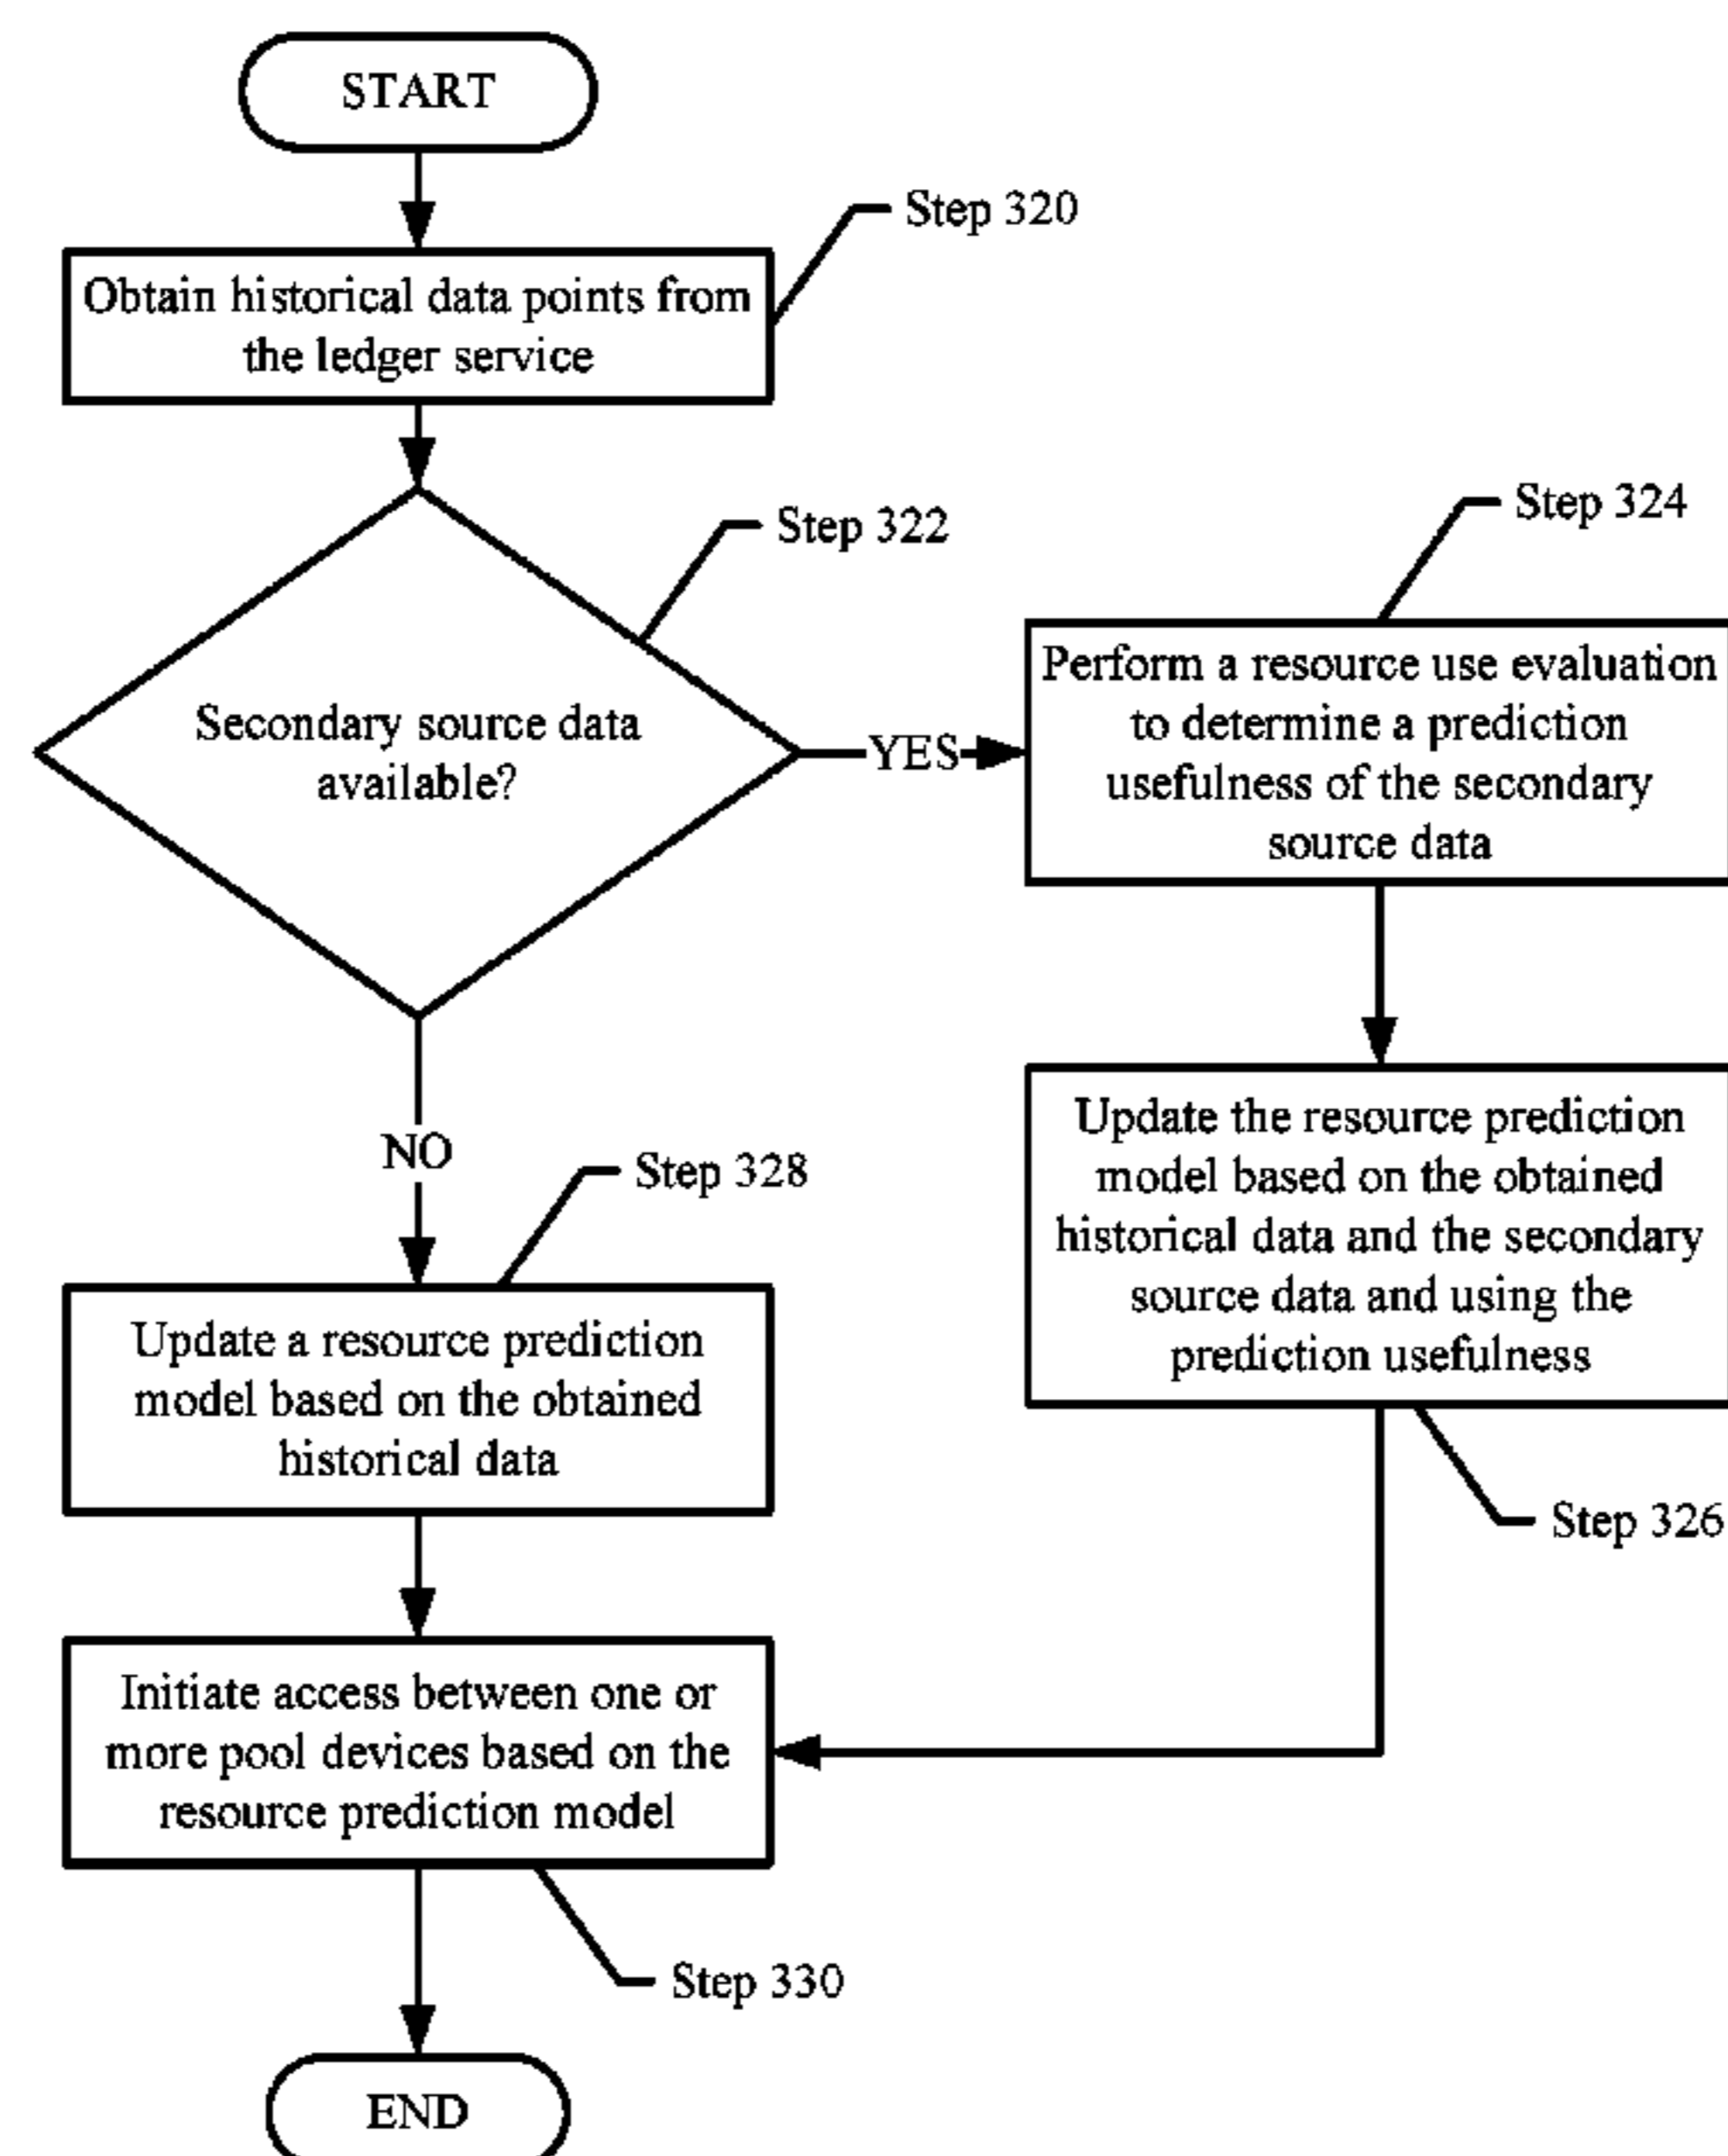 START
Step 320
Obtain historical data points from
the ledger service
Step 322
Secondary source data
available?
YES
Step 324
Perform a resource use evaluation
to determine a prediction
usefulness of the secondary
source data
Update the resource prediction
model based on the obtained
historical data and the secondary
source data and using the
prediction usefulness
Step 326
NO
Step 328
Update a resource prediction
model based on the obtained
historical data
Initiate access between one or
more pool devices based on the
resource prediction model
Step 330
END